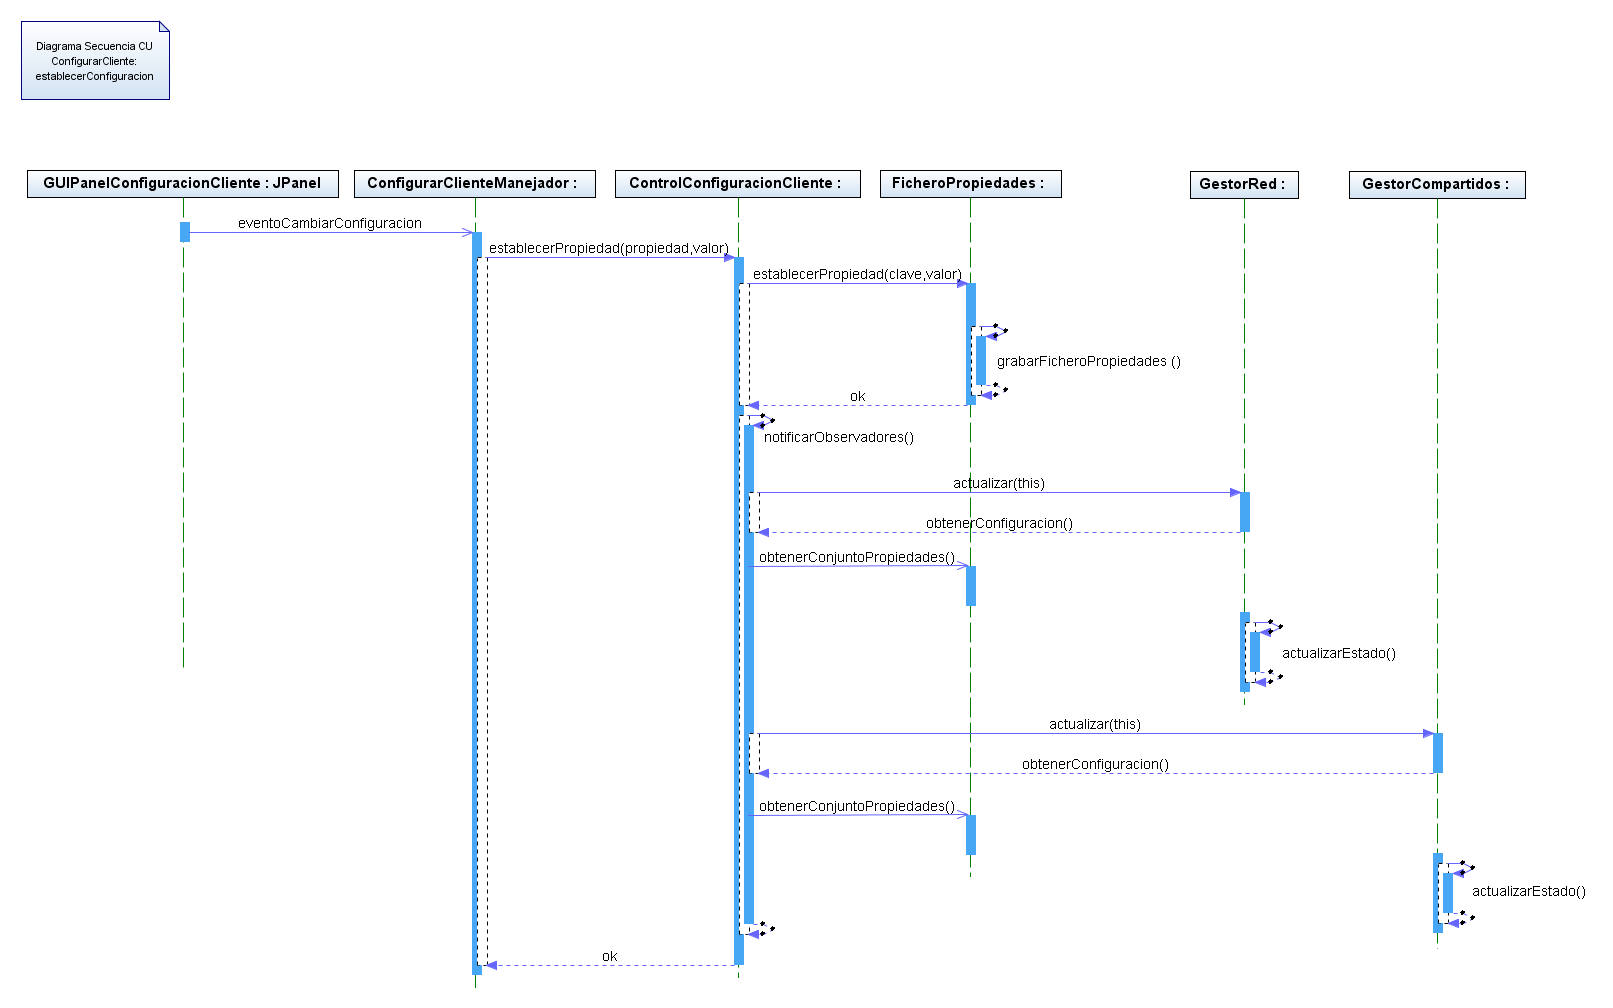 Diagrama Secuencia CU
ConfigurarCliente:
establecerConfiguracion
GUIPanelConfiguracionCliente : JPanel
ConfigurarClienteManejador :
ControlConfiguracionCliente :
FicheroPropiedades :
GestorRed :
GestorCompartidos :
eventoCambiarConfiguracion
establecerPropiedad(propiedad,valor)
establecerPropiedad(clave,valor)
grabarFicheroPropiedades ()
ok
notificarObservadores()
actualizar(this)
obtenerConfiguracion()
obtenerConjuntoPropiedades()
actualizarEstado()
actualizar(this)
obtenerConfiguracion()
obtenerConjuntoPropiedades()
actualizarEstado()
ok